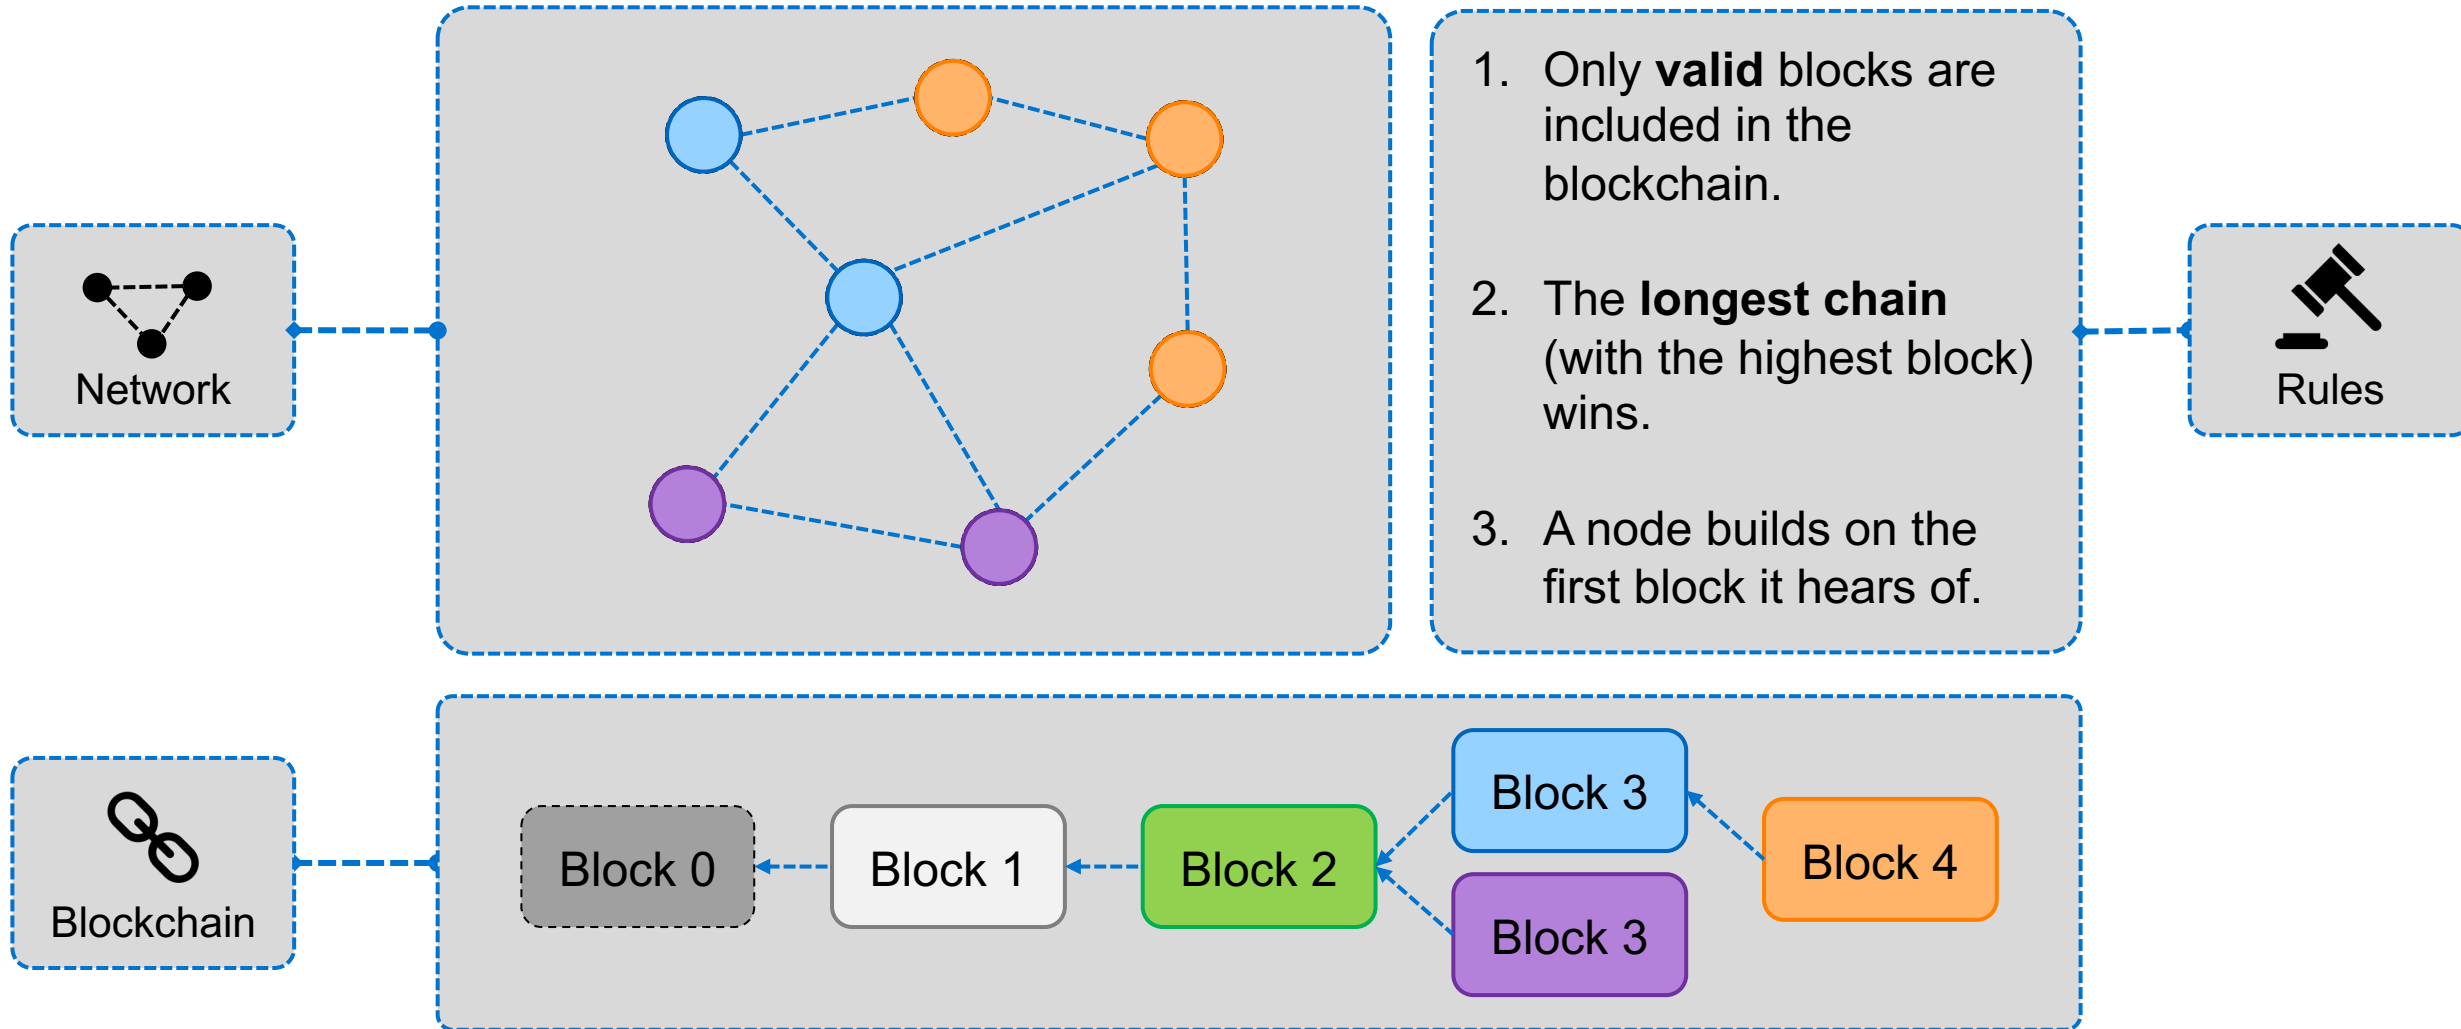 Network
1. Only valid blocks are
included in the
blockchain.
2. The longest chain
(with the highest block)
wins.
3. A node builds on the
first block it hears of.
Rules
Blockchain
Block 0
Block 1
Block 2
Block 3
Block 3
Block 4